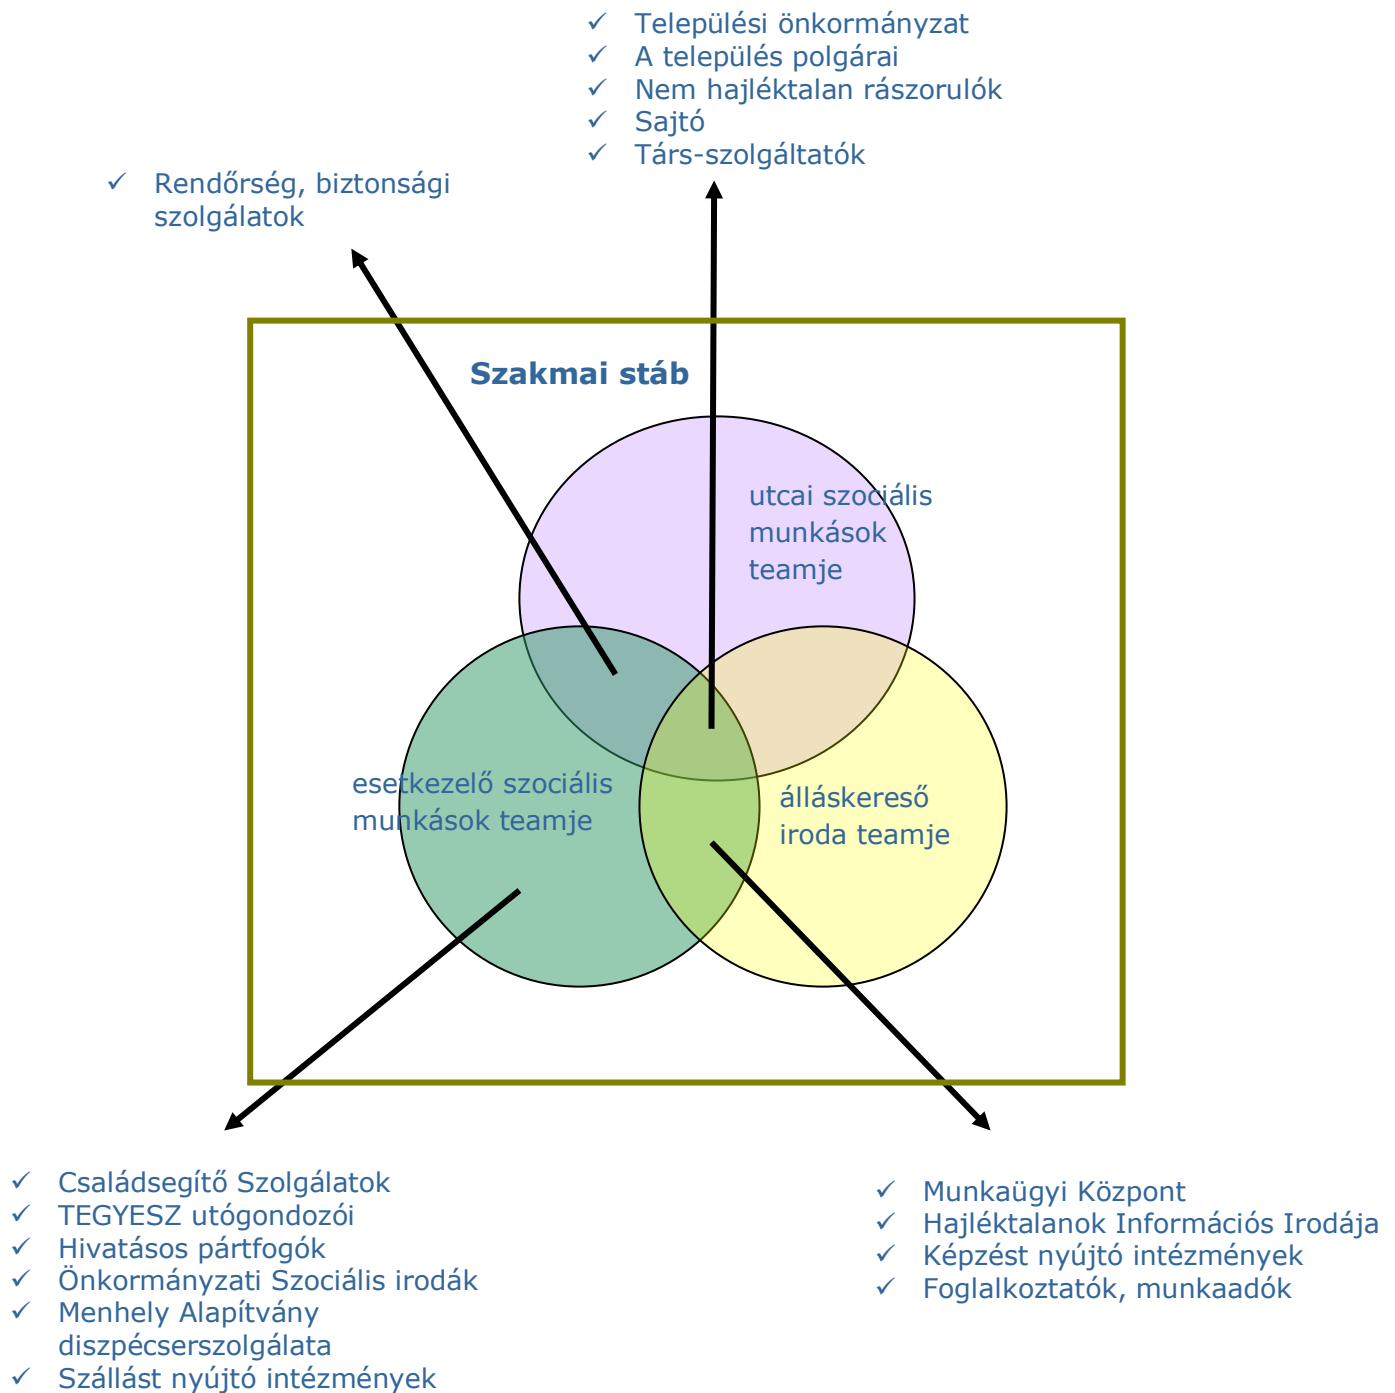 ✓ Települési önkormányzat
✓ A település polgárai
✓ Nem hajléktalan rászorulók
✓ Sajtó
✓ Társ-szolgáltatók
✓ Rendőrség, biztonsági
szolgálatok
Szakmai stáb
utcai szociális
munkások
teamje
esetkezelő szociális
munkások teamje
álláskereső
iroda teamje
✓ Családsegítő Szolgálatok
✓ TEGYESZ utógondozói
✓ Hivatásos pártfogók
✓ Önkormányzati Szociális irodák
✓ Menhely Alapítvány
diszpécserszolgálata
✓ Szállást nyújtó intézmények
✓ Munkaügyi Központ
✓ Hajléktalanok Információs Irodája
✓ Képzést nyújtó intézmények
✓ Foglalkoztatók, munkaadók